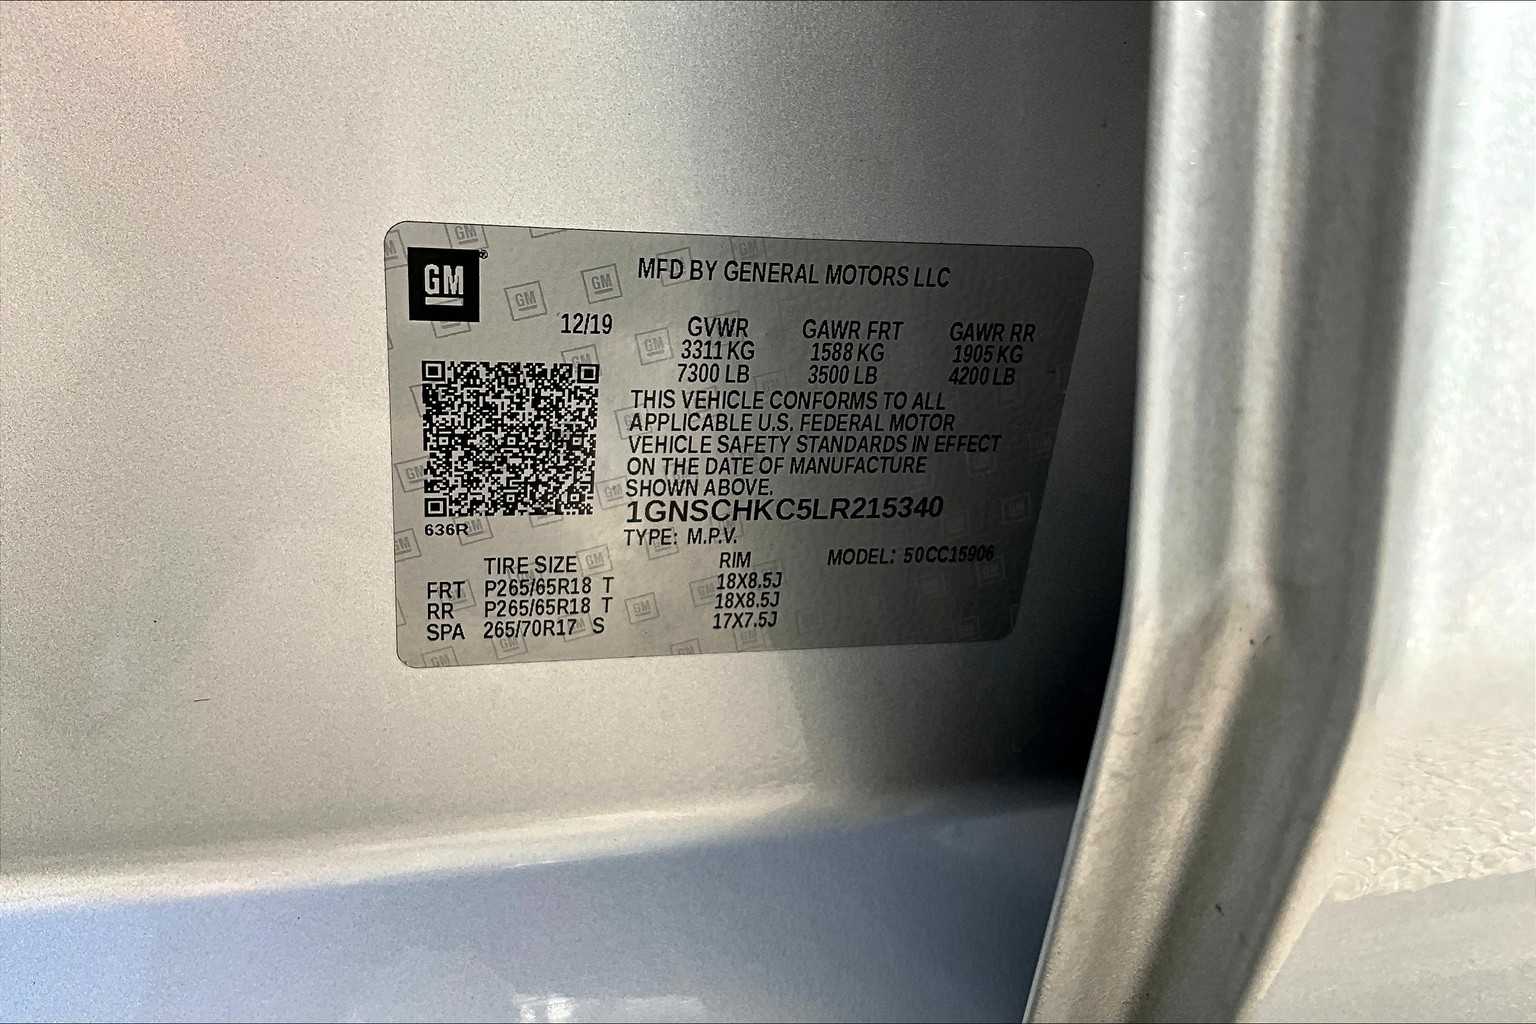 GM
MFD BY GENERAL MOTORS LLC
12/19 GVWR GAWR FRT GAWR RR
3311 KG 1588 KG 1905 KG
7300 LB 3500 LB 4200 LB
THIS VEHICLE CONFORMS TO ALL
APPLICABLE U.S. FEDERAL MOTOR
VEHICLE SAFETY STANDARDS IN EFFECT
ON THE DATE OF MANUFACTURE
SHOWN ABOVE.
1GNSCHKC5LR215340
636R
TYPE: M.P.V.
MODEL: 50CC15906
TIRE SIZE RIM
FRT P265/65R18 T 18X8.5J
RR P265/65R18 T 18X8.5J
SPA 265/70R17 S 17X7.5J